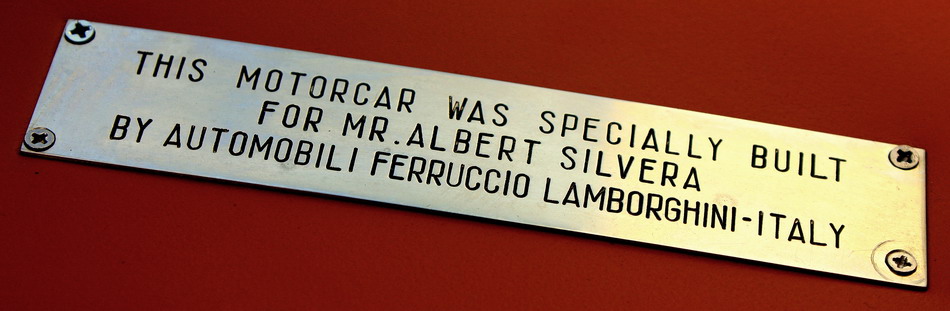 THIS MOTORCAR WAS SPECIALLY BUILT
FOR MR.ALBERT SILVERA
BY AUTOMOBILI FERRUCCIO LAMBORGHINI-ITALY